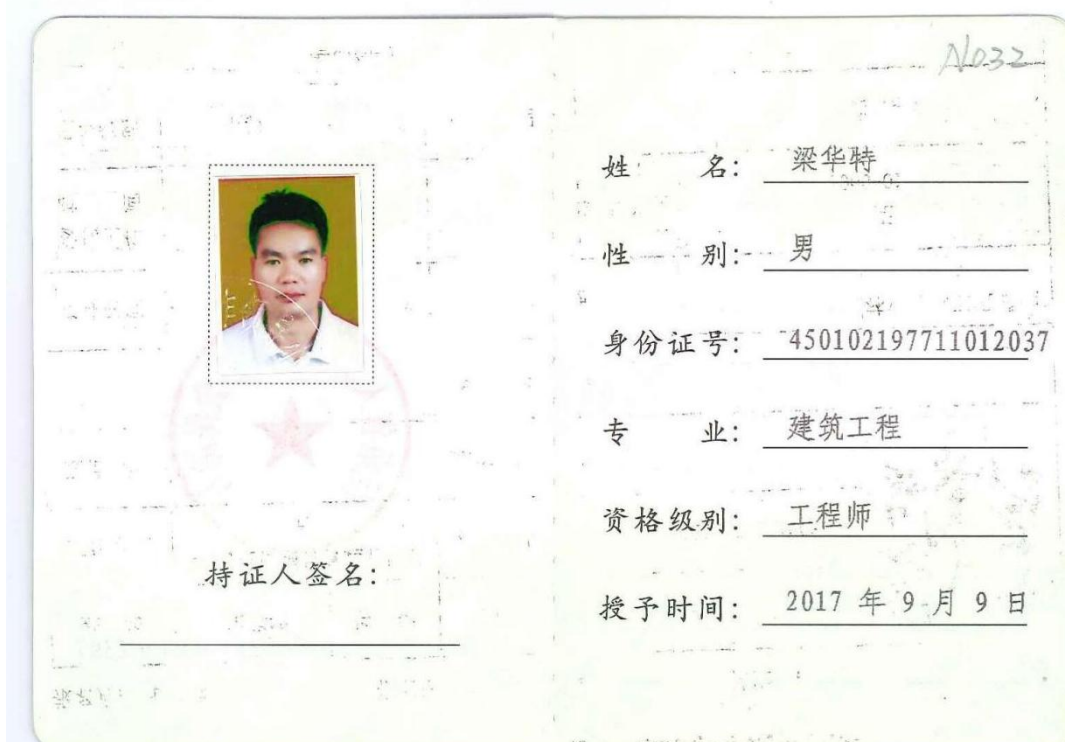 持证人签名:
N032
姓 名: 梁华特
性 别: 男
身份证号: 450102197711012037
专 业: 建筑工程
资格级别: 工程师
授予时间: 2017 年 9 月 9 日